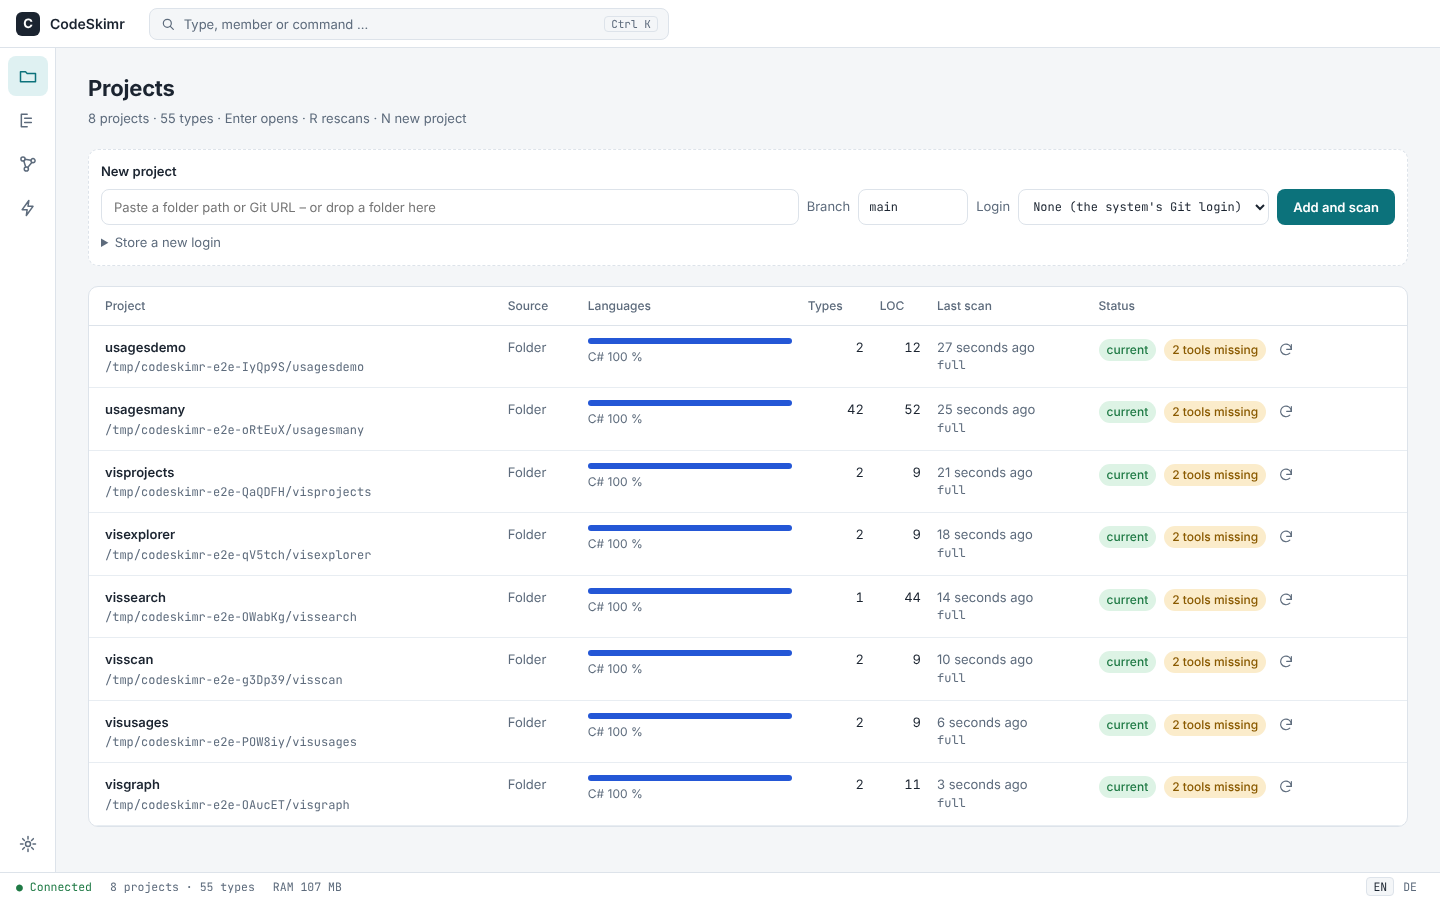 C CodeSkimr Type, member or command ... Ctrl K
Projects
8 projects · 55 types · Enter opens · R rescans · N new project
New project
Paste a folder path or Git URL – or drop a folder here Branch main Login None (the system's Git login) Add and scan
Store a new login
Project Source Languages Types LOC Last scan Status
usagesdemo Folder 2 12 27 seconds ago current 2 tools missing
/tmp/codeskimr-e2e-IyQp9S/usagesdemo C# 100 % full
usagesmany Folder 42 52 25 seconds ago current 2 tools missing
/tmp/codeskimr-e2e-oRtEuX/usagesmany C# 100 % full
visprojects Folder 2 9 21 seconds ago current 2 tools missing
/tmp/codeskimr-e2e-QaQDFH/visprojects C# 100 % full
visexplorer Folder 2 9 18 seconds ago current 2 tools missing
/tmp/codeskimr-e2e-qV5tch/visexplorer C# 100 % full
vissearch Folder 1 44 14 seconds ago current 2 tools missing
/tmp/codeskimr-e2e-OWabKg/vissearch C# 100 % full
visscan Folder 2 9 10 seconds ago current 2 tools missing
/tmp/codeskimr-e2e-g3Dp39/visscan C# 100 % full
visusages Folder 2 9 6 seconds ago current 2 tools missing
/tmp/codeskimr-e2e-POW8iy/visusages C# 100 % full
visgraph Folder 2 11 3 seconds ago current 2 tools missing
/tmp/codeskimr-e2e-OAucET/visgraph C# 100 % full
Connected 8 projects · 55 types RAM 107 MB EN DE